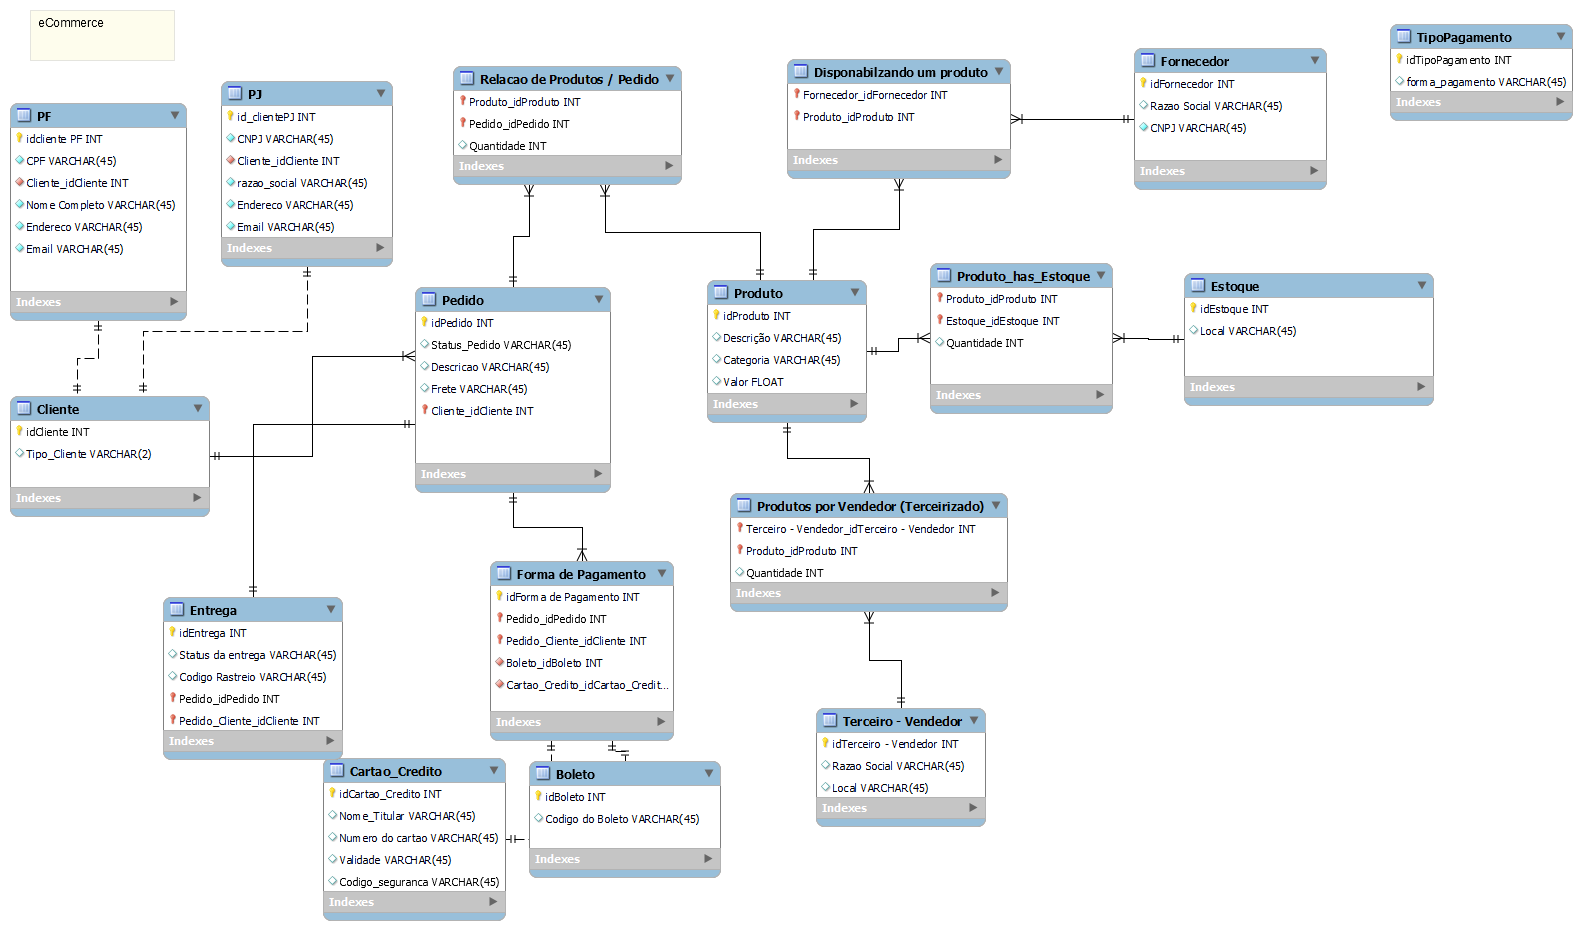 eCommerce
PF
idcliente PF INT
CPF VARCHAR(45)
Cliente_idCliente INT
Nome Completo VARCHAR(45)
Endereco VARCHAR(45)
Email VARCHAR(45)
Indexes
PJ
id_clientePJ INT
CNPJ VARCHAR(45)
Cliente_idCliente INT
razao_social VARCHAR(45)
Endereco VARCHAR(45)
Email VARCHAR(45)
Indexes
Relacao de Produtos / Pedido
Produto_idProduto INT
Pedido_idPedido INT
Quantidade INT
Indexes
Disponabilzando um produto
Fornecedor_idFornecedor INT
Produto_idProduto INT
Indexes
Fornecedor
idFornecedor INT
Razao Social VARCHAR(45)
CNPJ VARCHAR(45)
Indexes
TipoPagamento
idTipoPagamento INT
forma_pagamento VARCHAR(45)
Indexes
Cliente
idCliente INT
Tipo_Cliente VARCHAR(2)
Indexes
Pedido
idPedido INT
Status_Pedido VARCHAR(45)
Descricao VARCHAR(45)
Frete VARCHAR(45)
Cliente_idCliente INT
Indexes
Produto
idProduto INT
Descrição VARCHAR(45)
Categoria VARCHAR(45)
Valor FLOAT
Indexes
Produto_has_Estoque
Produto_idProduto INT
Estoque_idEstoque INT
Quantidade INT
Indexes
Estoque
idEstoque INT
Local VARCHAR(45)
Indexes
Produtos por Vendedor (Terceirizado)
Terceiro - Vendedor_idTerceiro - Vendedor INT
Produto_idProduto INT
Quantidade INT
Indexes
Forma de Pagamento
idForma de Pagamento INT
Pedido_idPedido INT
Pedido_Cliente_idCliente INT
Boleto_idBoleto INT
Cartao_Credito_idCartao_Credit...
Indexes
Entrega
idEntrega INT
Status da entrega VARCHAR(45)
Codigo Rastreio VARCHAR(45)
Pedido_idPedido INT
Pedido_Cliente_idCliente INT
Indexes
Terceiro - Vendedor
idTerceiro - Vendedor INT
Razao Social VARCHAR(45)
Local VARCHAR(45)
Indexes
Cartao_Credito
idCartao_Credito INT
Nome_Titular VARCHAR(45)
Numero do cartao VARCHAR(45)
Validade VARCHAR(45)
Codigo_seguranca VARCHAR(45)
Indexes
Boleto
idBoleto INT
Codigo do Boleto VARCHAR(45)
Indexes